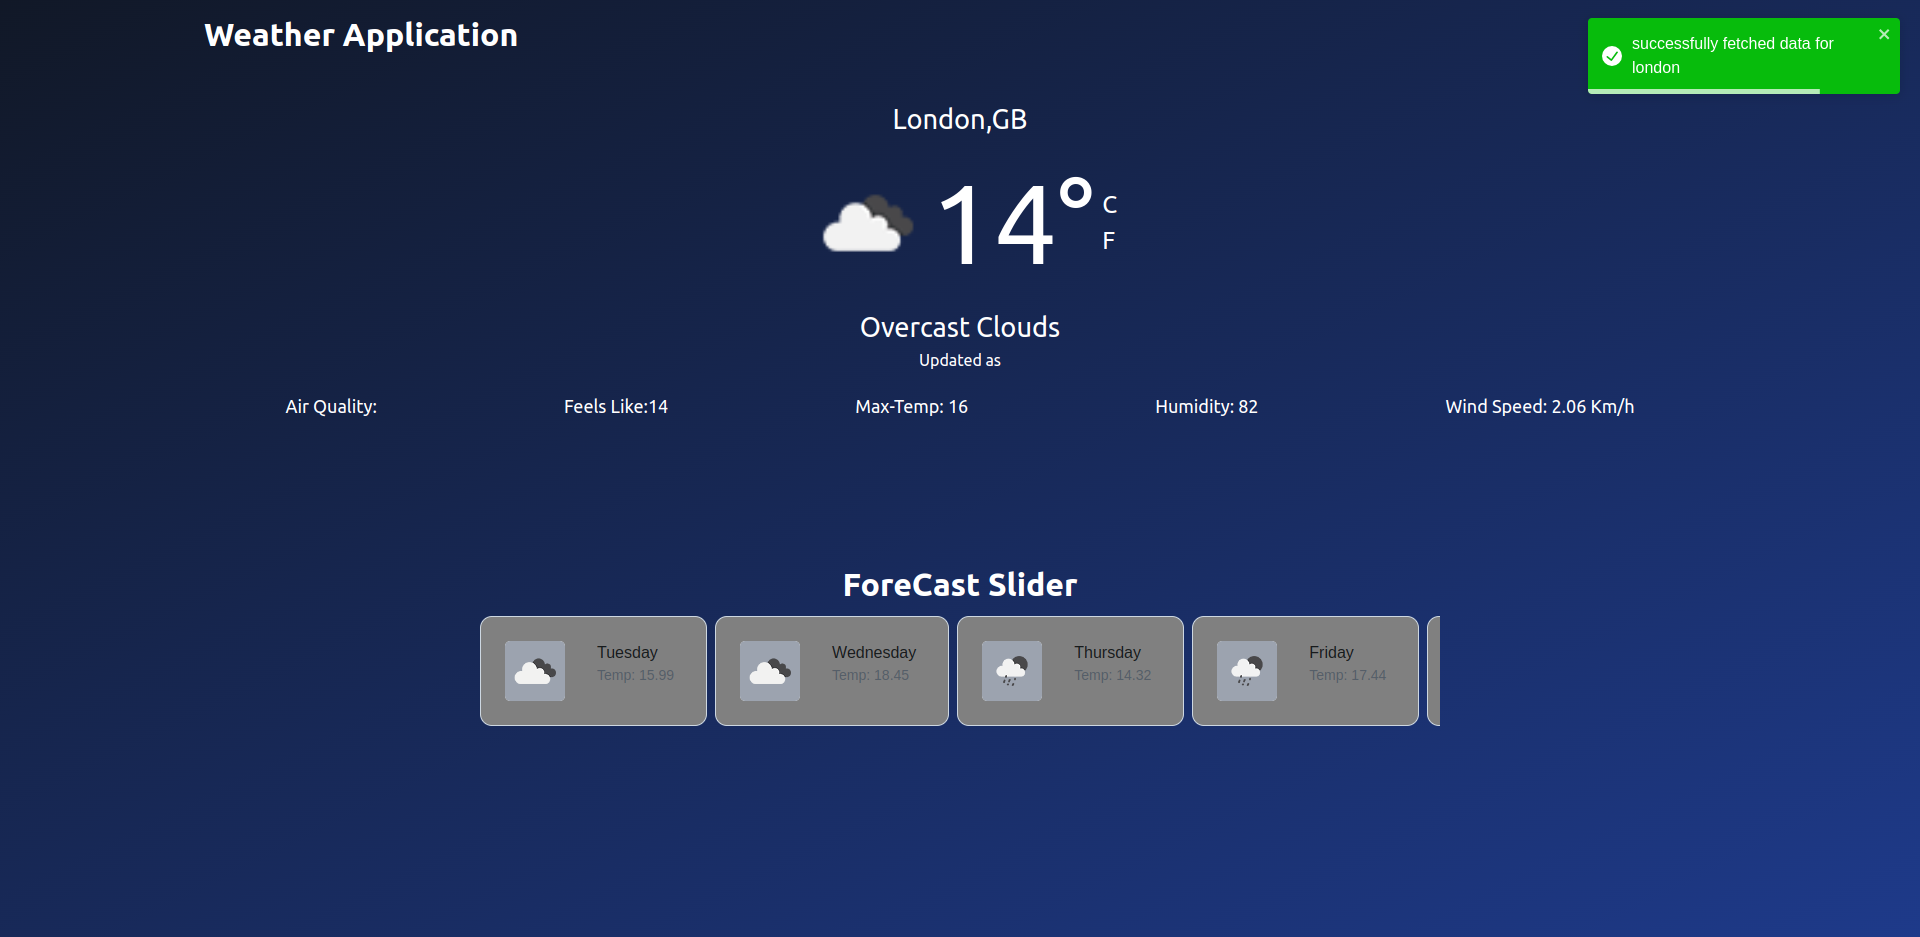 Weather Application
successfully fetched data for
london
London,GB
14°
C
F
Overcast Clouds
Updated as
Air Quality:
Feels Like:14
Max-Temp: 16
Humidity: 82
Wind Speed: 2.06 Km/h
ForeCast Slider
Tuesday
Temp: 15.99
Wednesday
Temp: 18.45
Thursday
Temp: 14.32
Friday
Temp: 17.44